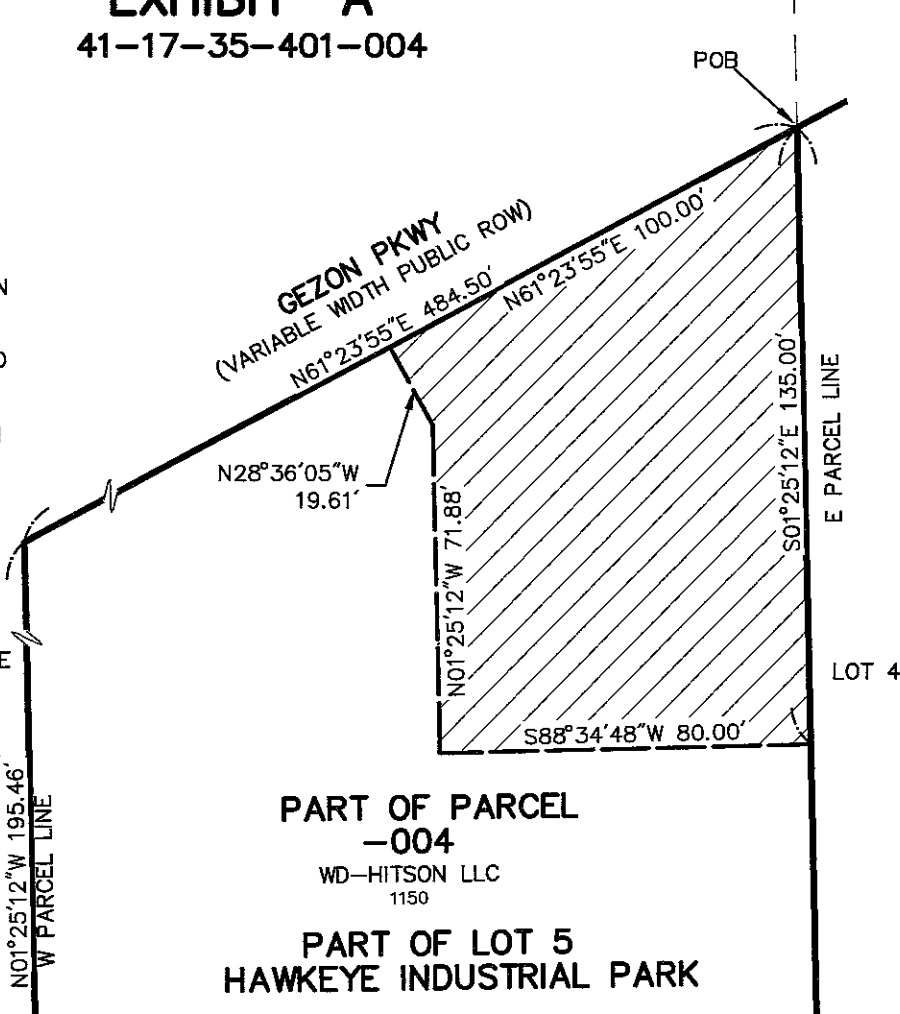 EXHIBIT "A"
41-17-35-401-004
POB
GEZON PKWY
(VARIABLE WIDTH PUBLIC ROW)
N61°23'55"E 484.50'
N61°23'55"E 100.00'
N28°36'05"W
19.61'
N01°25'12"W 71.88'
S01°25'12"E 135.00'
E PARCEL LINE
LOT 4
S88°34'48"W 80.00'
N01°25'12"W 195.46'
W PARCEL LINE
PART OF PARCEL
-004
WD-HITSON LLC
1150
PART OF LOT 5
HAWKEYE INDUSTRIAL PARK